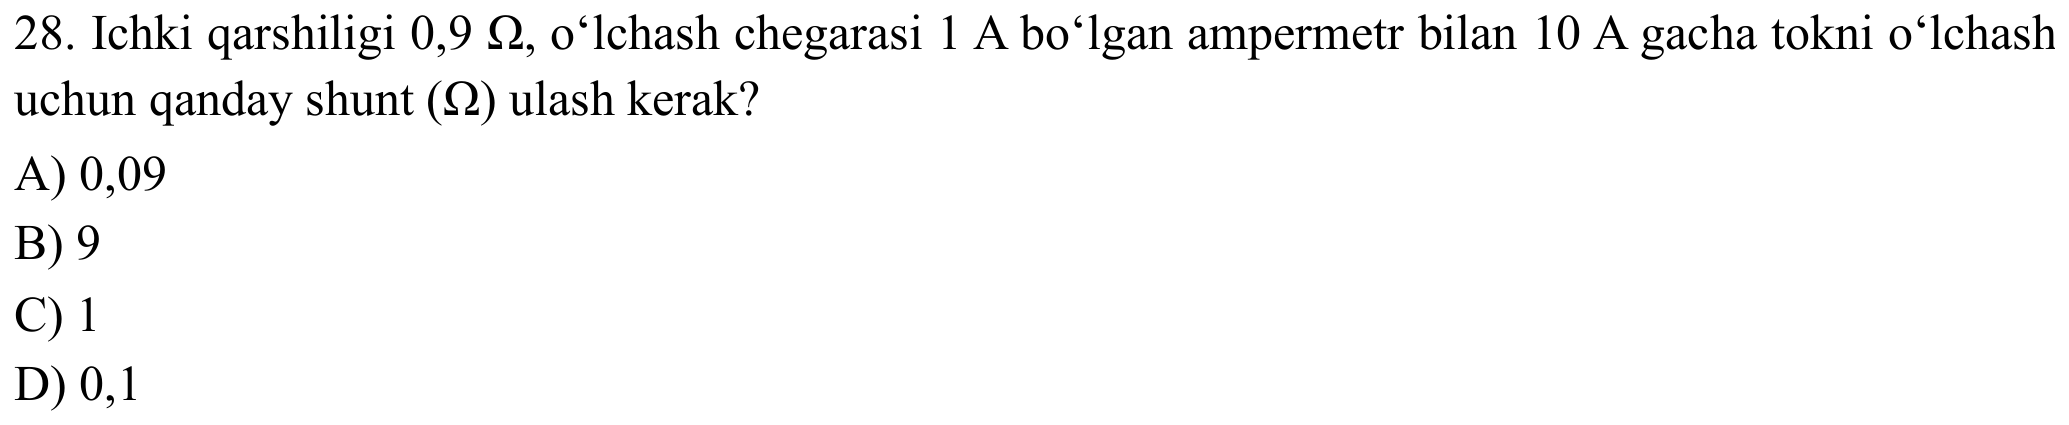 28. Ichki qarshiligi 0,9 Ω, o‘lchash chegarasi 1 A bo‘lgan ampermetr bilan 10 A gacha tokni o‘lchash
uchun qanday shunt (Ω) ulash kerak?
A) 0,09
B) 9
C) 1
D) 0,1